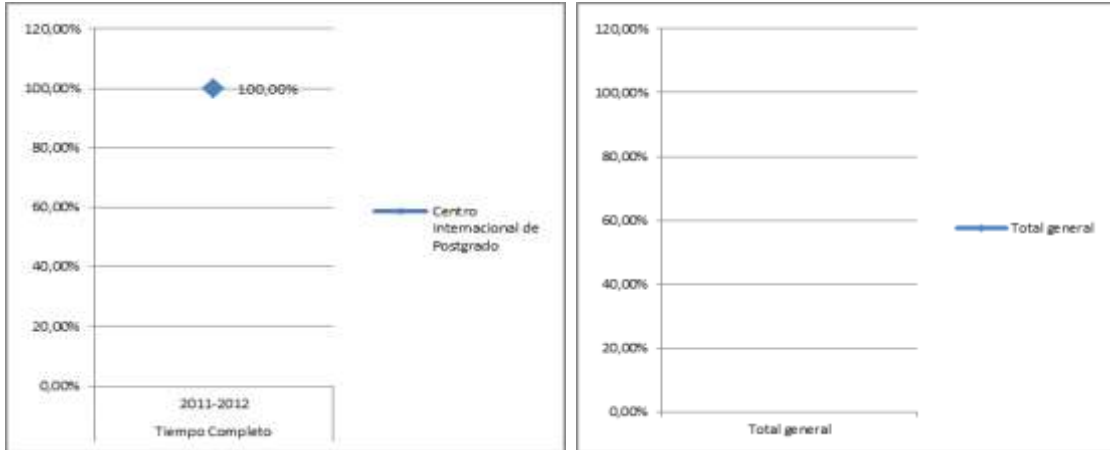 120,00%
100,00%
100,00%
80,00%
60,00%
40,00%
20,00%
0,00%
2011-2012
Tiempo Completo
Centro
Internacional de
Postgrado
120,00%
100,00%
80,00%
60,00%
40,00%
20,00%
0,00%
Total general
Total general